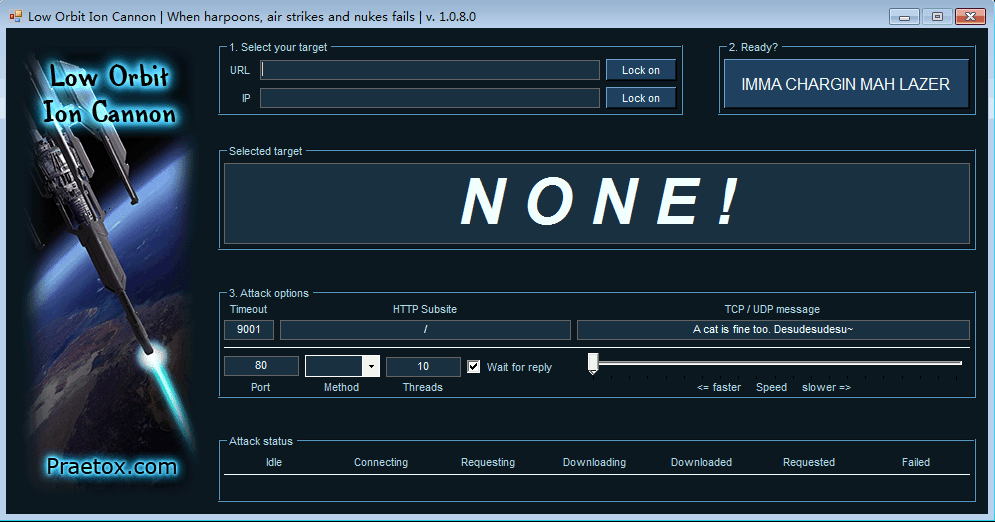 Low Orbit Ion Cannon | When harpoons, air strikes and nukes fails | v. 1.0.8.0
Low Orbit
Ion Cannon
Praetox.com
1. Select your target
URL
Lock on
IP
Lock on
2. Ready?
IMMA CHARGIN MAH LAZER
Selected target
NONE!
3. Attack options
Timeout HTTP Subsite TCP / UDP message
9001 / A cat is fine too. Desudesudesu~
80 10 Wait for reply
Port Method Threads <= faster Speed slower =>
Attack status
Idle Connecting Requesting Downloading Downloaded Requested Failed